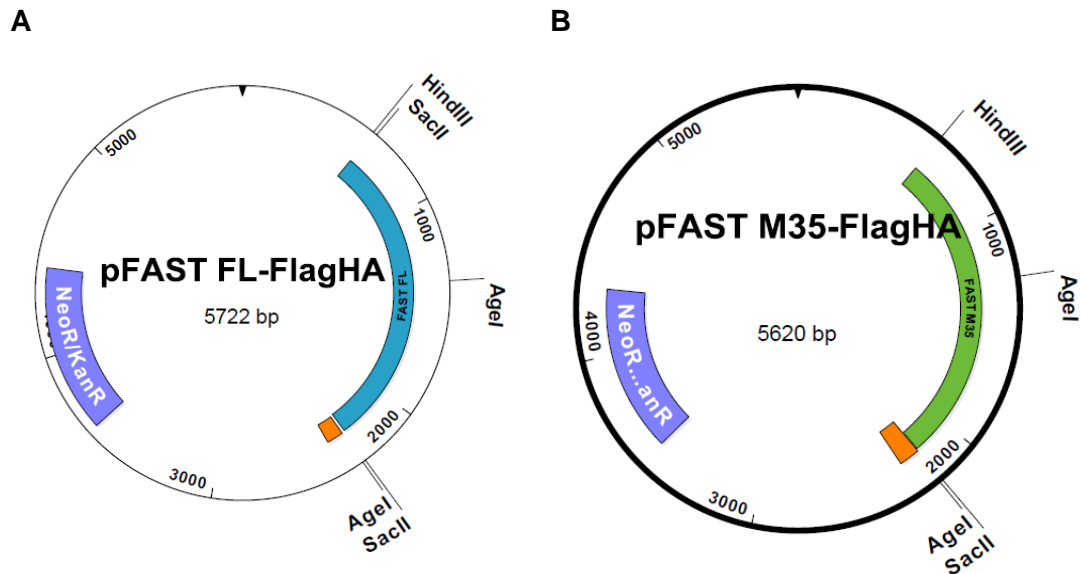 A
HindIII
SacII
5000
1000
pFAST FL-FlagHA
FAST FL
5722 bp
AgeI
NeoR/KanR
2000
3000
AgeI
SacII
B
HindIII
5000
1000
pFAST M35-FlagHA
FAST M35
5620 bp
AgeI
4000
NeoR...anR
2000
3000
AgeI
SacII